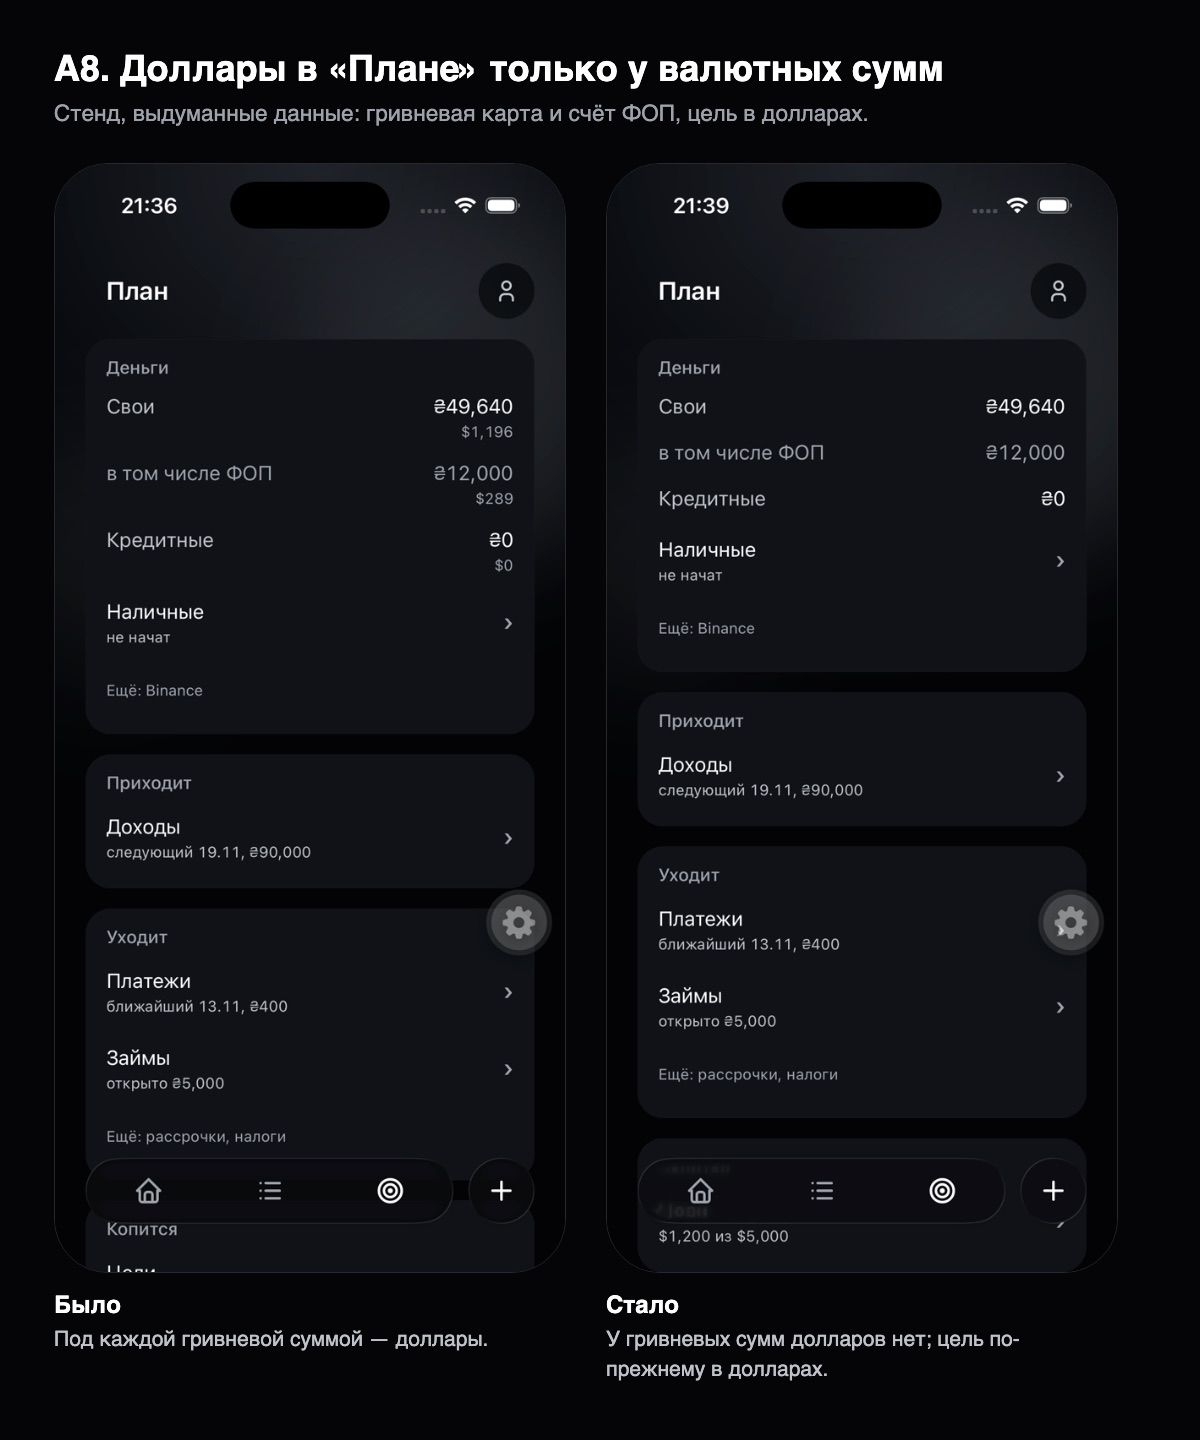 A8. Доллары в «Плане» только у валютных сумм
Стенд, выдуманные данные: гривневая карта и счёт ФОП, цель в долларах.
21:36
План
Деньги
Свои ₴49,640
$1,196
в том числе ФОП ₴12,000
$289
Кредитные ₴0
$0
Наличные
не начат
Ещё: Binance
Приходит
Доходы
следующий 19.11, ₴90,000
Уходит
Платежи
ближайший 13.11, ₴400
Займы
открыто ₴5,000
Ещё: рассрочки, налоги
Копится
Цели
Было
Под каждой гривневой суммой — доллары.
21:39
План
Деньги
Свои ₴49,640
в том числе ФОП ₴12,000
Кредитные ₴0
Наличные
не начат
Ещё: Binance
Приходит
Доходы
следующий 19.11, ₴90,000
Уходит
Платежи
ближайший 13.11, ₴400
Займы
открыто ₴5,000
Ещё: рассрочки, налоги
$1,200 из $5,000
Стало
У гривневых сумм долларов нет; цель по-
прежнему в долларах.